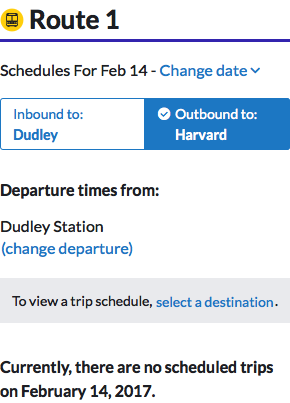 Route 1
Schedules For Feb 14 - Change date
Inbound to:
Dudley
Outbound to:
Harvard
Departure times from:
Dudley Station
(change departure)
To view a trip schedule, select a destination.
Currently, there are no scheduled trips
on February 14, 2017.